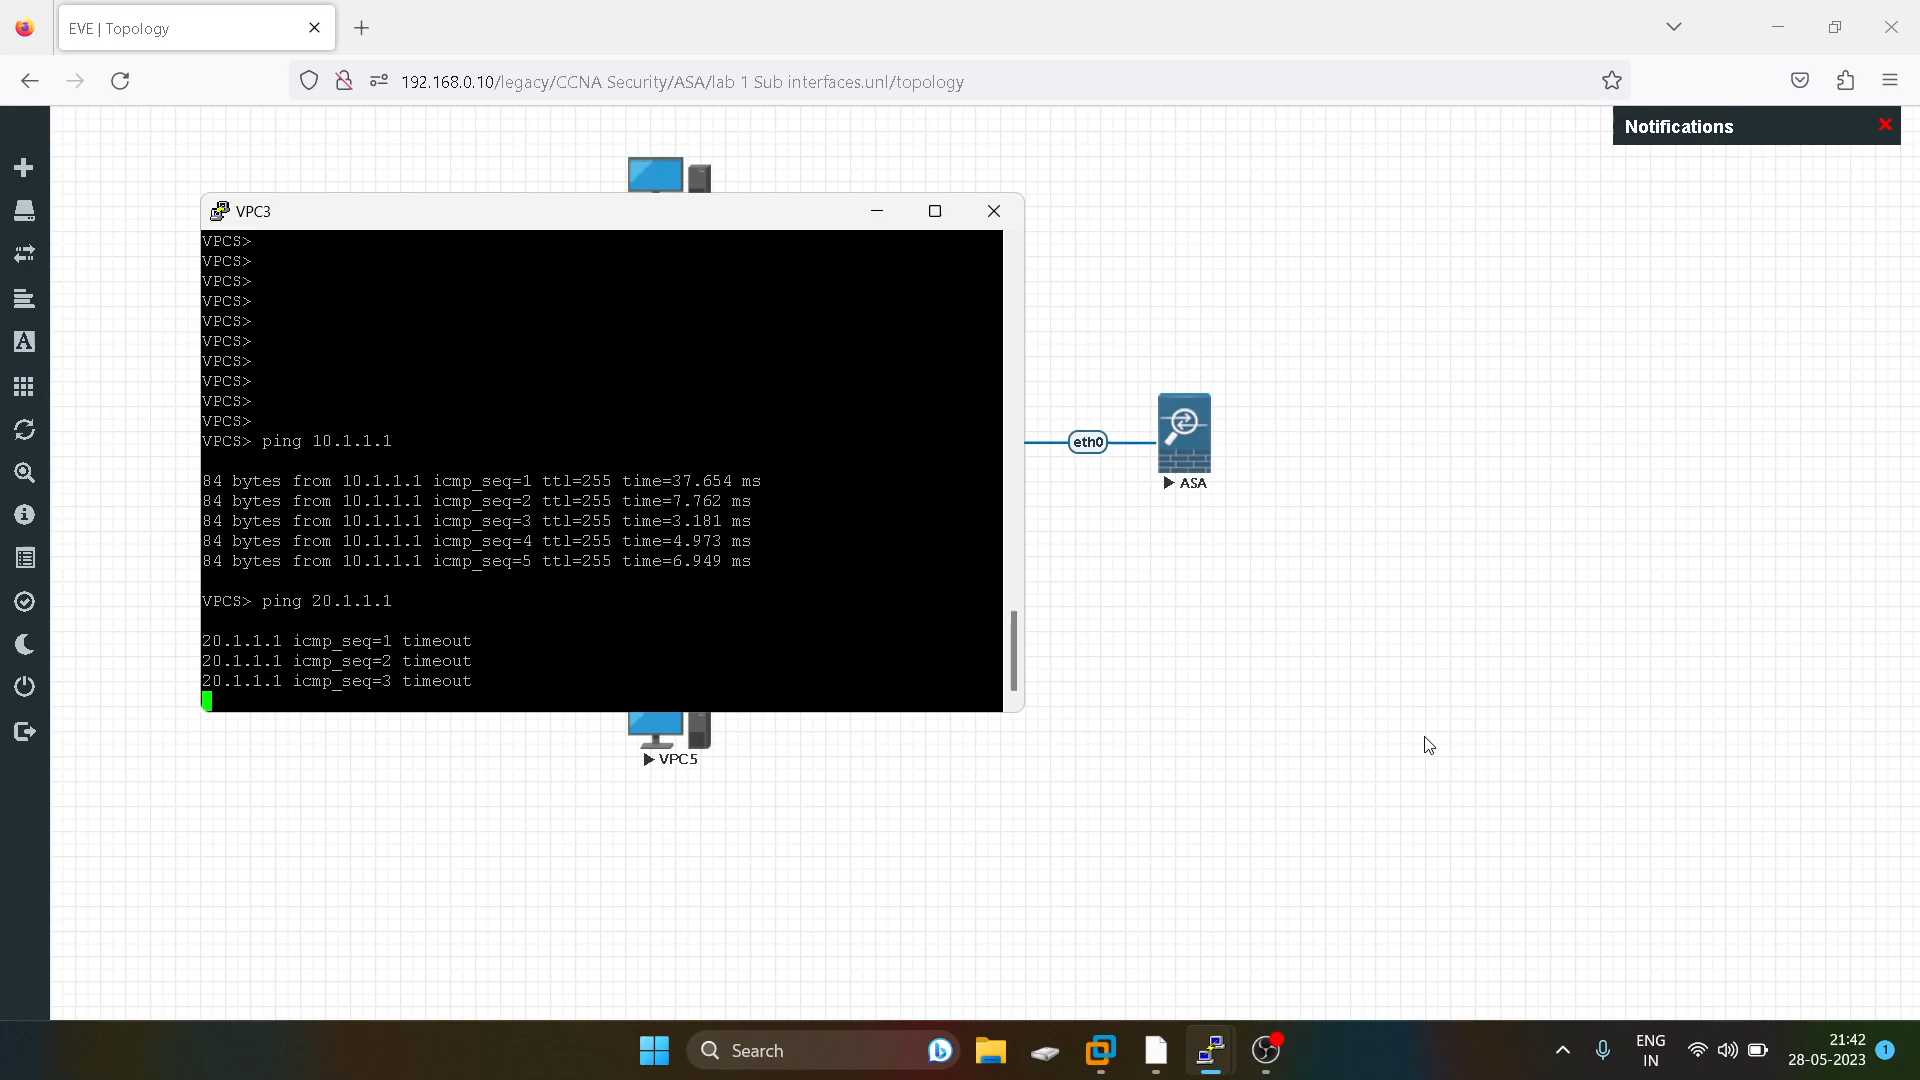 EVE | Topology
192.168.0.10/legacy/CCNA Security/ASA/lab 1 Sub interfaces.unl/topology
Notifications
VPC3
VPCS>
VPCS>
VPCS>
VPCS>
VPCS>
VPCS>
VPCS>
VPCS>
VPCS>
VPCS>
VPCS> ping 10.1.1.1
84 bytes from 10.1.1.1 icmp_seq=1 ttl=255 time=37.654 ms
84 bytes from 10.1.1.1 icmp_seq=2 ttl=255 time=7.762 ms
84 bytes from 10.1.1.1 icmp_seq=3 ttl=255 time=3.181 ms
84 bytes from 10.1.1.1 icmp_seq=4 ttl=255 time=4.973 ms
84 bytes from 10.1.1.1 icmp_seq=5 ttl=255 time=6.949 ms
VPCS> ping 20.1.1.1
20.1.1.1 icmp_seq=1 timeout
20.1.1.1 icmp_seq=2 timeout
20.1.1.1 icmp_seq=3 timeout
eth0
ASA
VPC5
Search
ENG
IN
21:42
28-05-2023
1